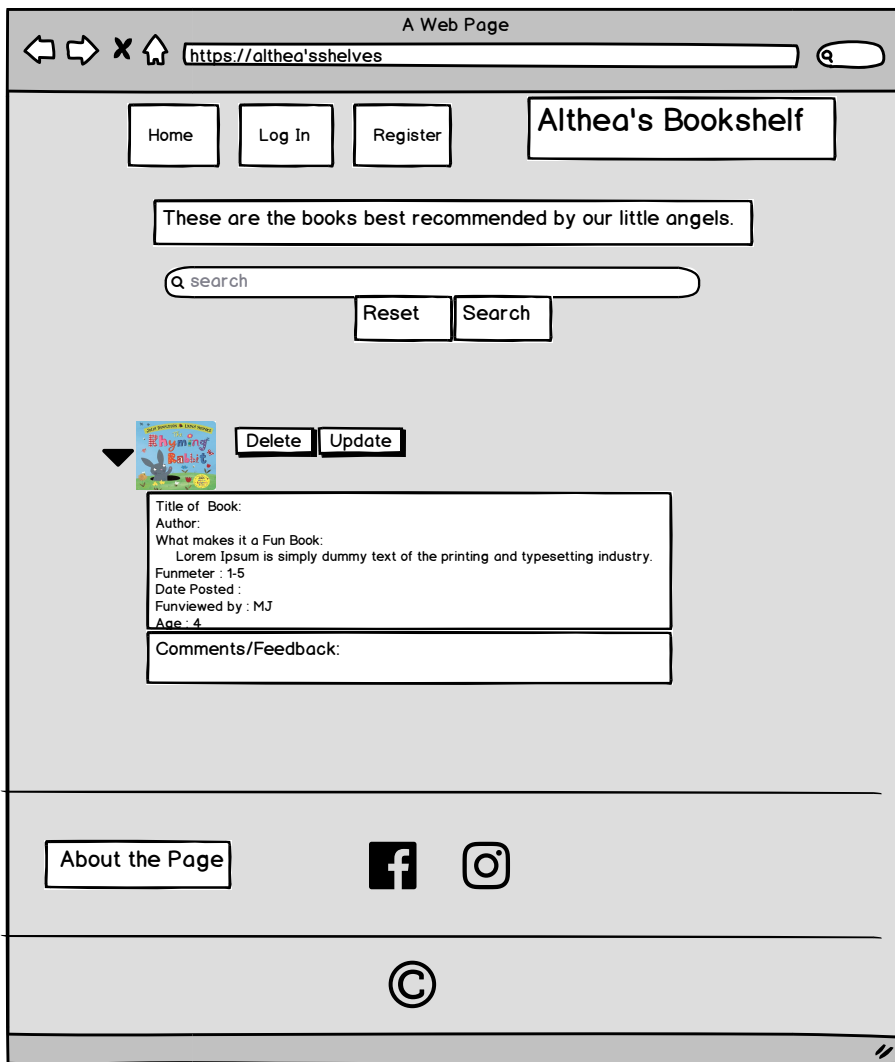 A Web Page
https://althea'sshelves
Home
Log In
Register
Althea's Bookshelf
These are the books best recommended by our little angels.
search
Reset
Search
Rhyming
Rabbit
Delete
Update
Title of Book:
Author:
What makes it a Fun Book:
Lorem Ipsum is simply dummy text of the printing and typesetting industry.
Funmeter : 1-5
Date Posted :
Funviewed by : MJ
Age : 4
Comments/Feedback:
About the Page
©